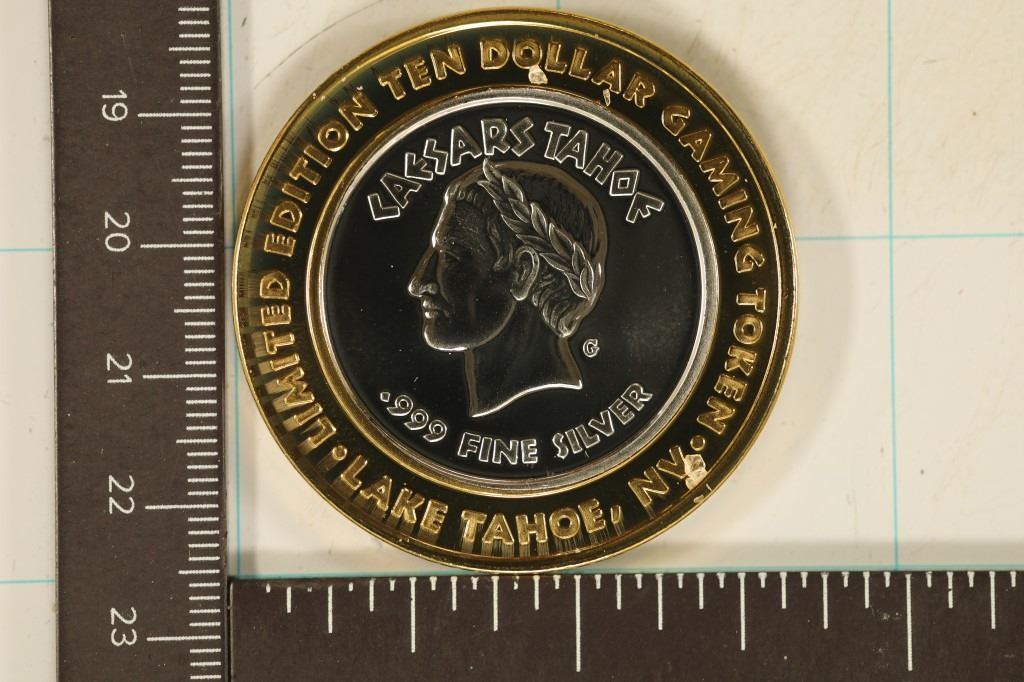 LIMITED EDITION TEN DOLLAR GAMING TOKEN
• LAKE TAHOE, NV. •
CAESARS TAHOE
G
.999 FINE SILVER
19
20
21
22
23